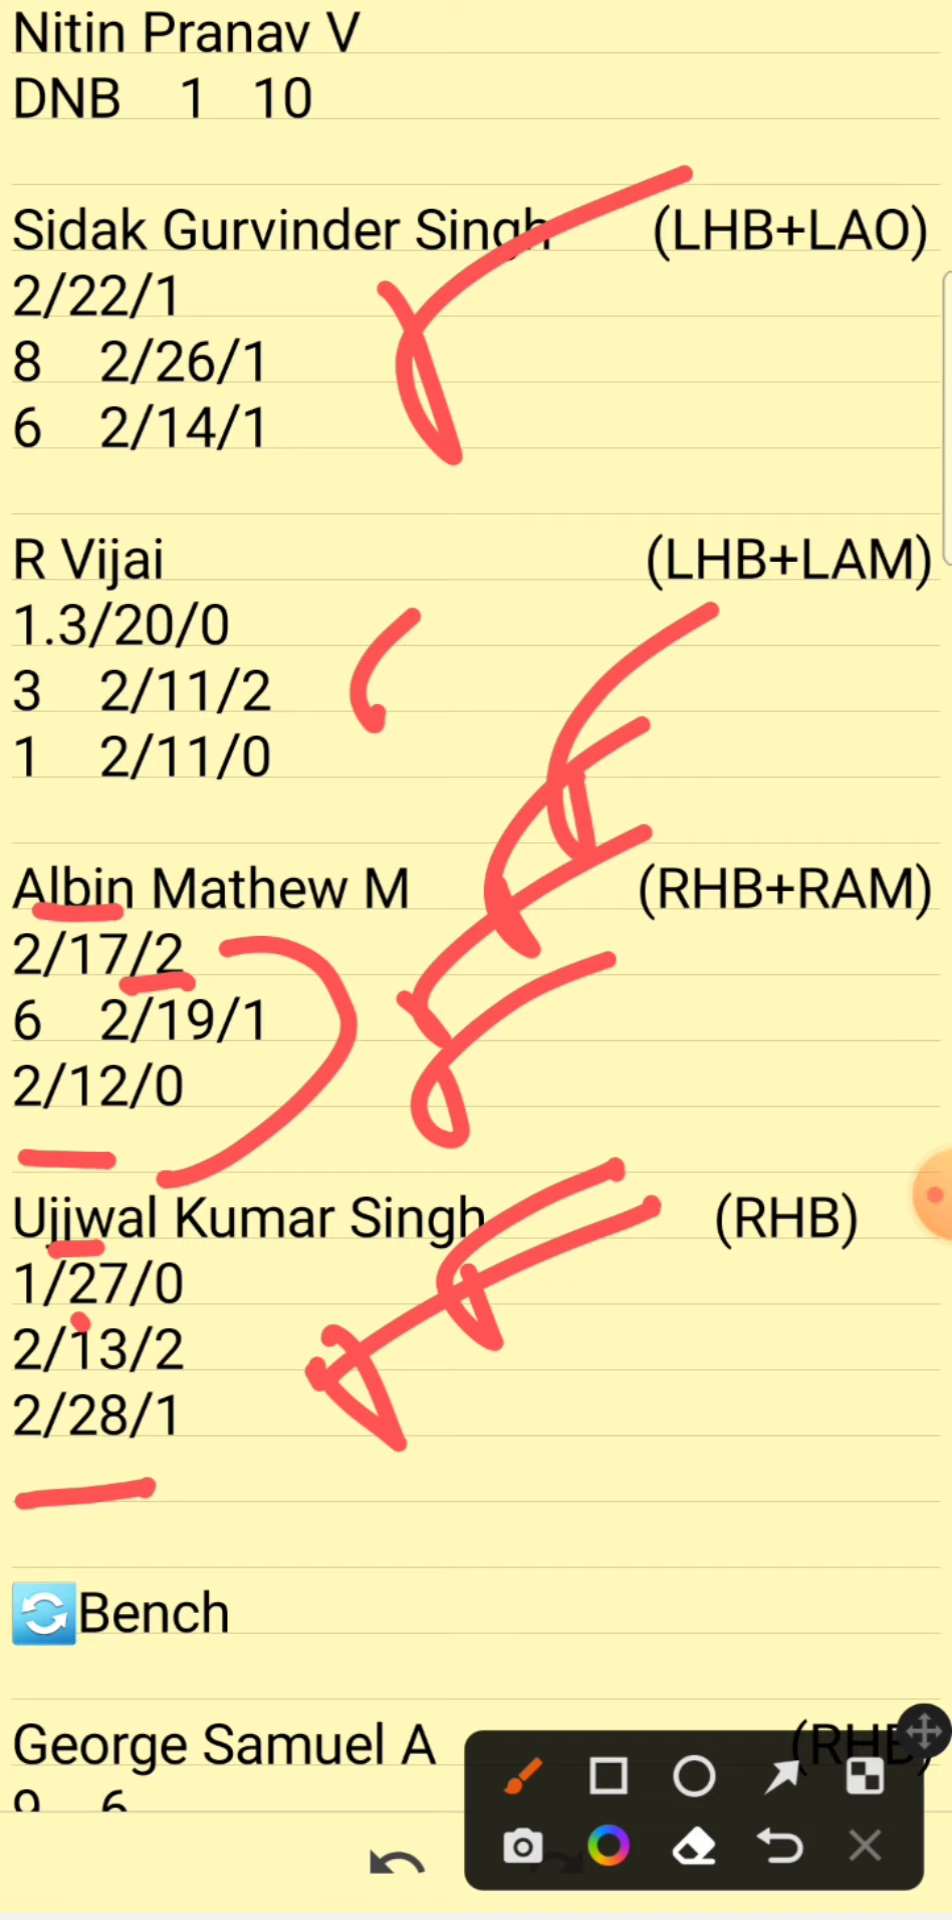 Nitin Pranav V
DNB 1 10
Sidak Gurvinder Singh (LHB+LAO)
2/22/1
8 2/26/1
6 2/14/1
R Vijai (LHB+LAM)
1.3/20/0
3 2/11/2
1 2/11/0
Albin Mathew M (RHB+RAM)
2/17/2
6 2/19/1
2/12/0
Ujjwal Kumar Singh (RHB)
1/27/0
2/13/2
2/28/1
Bench
George Samuel A (RHB)